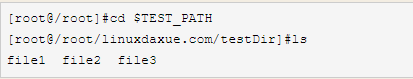 [root@/root]#cd $TEST_PATH
[root@/root/linuxdaxue.com/testDir]#ls
file1  file2  file3